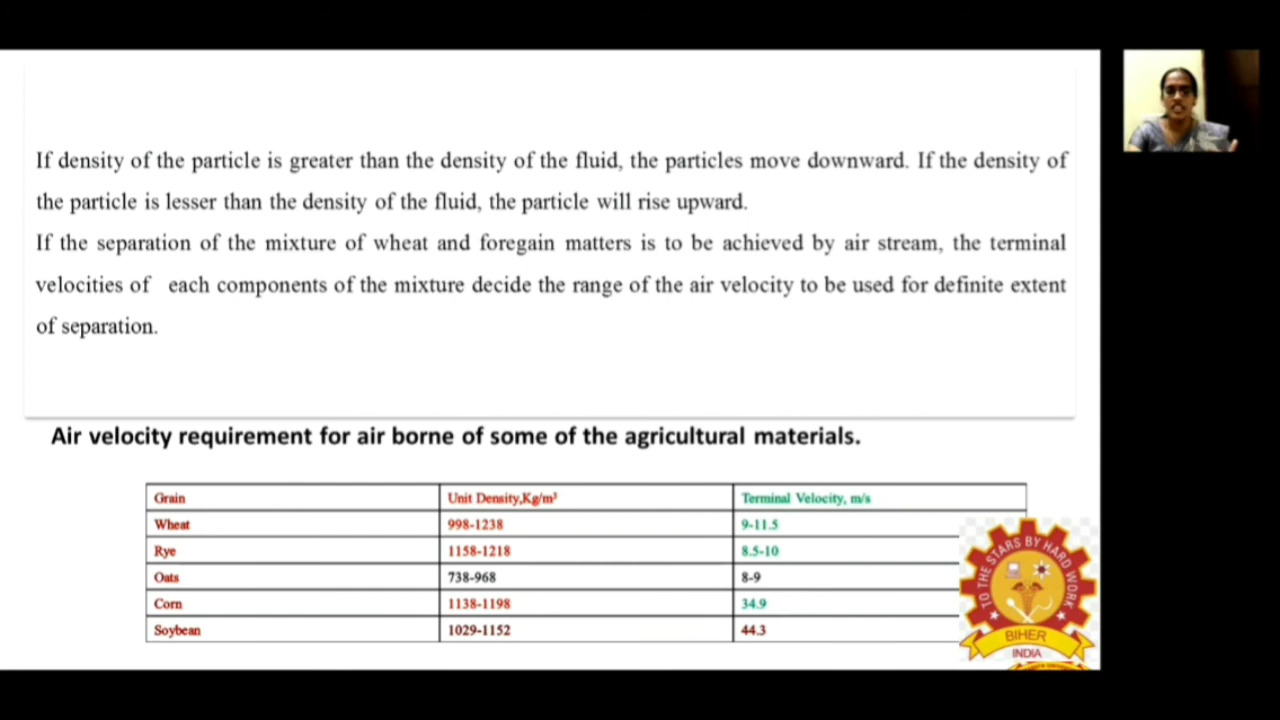 If density of the particle is greater than the density of the fluid, the particles move downward. If the density of
the particle is lesser than the density of the fluid, the particle will rise upward.
If the separation of the mixture of wheat and foregain matters is to be achieved by air stream, the terminal
velocities of each components of the mixture decide the range of the air velocity to be used for definite extent
of separation.
Air velocity requirement for air borne of some of the agricultural materials.
Grain Unit Density,Kg/m³ Terminal Velocity, m/s
Wheat 998-1238 9-11.5
Rye 1158-1218 8.5-10
Oats 738-968 8-9
Corn 1138-1198 34.9
Soybean 1029-1152 44.3
TO THE STARS BY HARD WORK
BIHER
INDIA